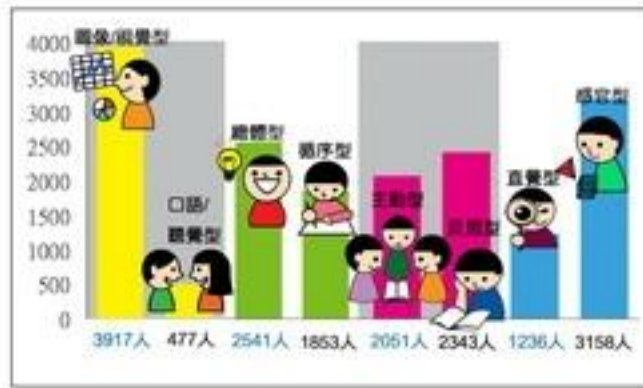 4000
3500
3000
2500
2000
1500
1000
500
0
圖像/視覺型
口語/
聽覺型
總體型
循序型
主動型
直覺型
感官型
3917人
477人
2541人
1853人
2051人
2343人
1236人
3158人